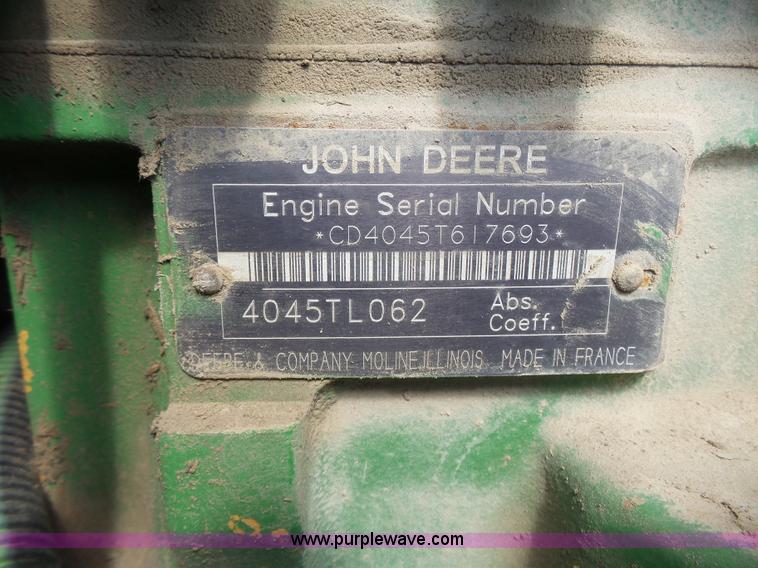 JOHN DEERE
Engine Serial Number
*CD4045T617693*
4045TL062
Abs.
Coeff.
DEERE & COMPANY MOLINE,ILLINOIS MADE IN FRANCE
www.purplewave.com